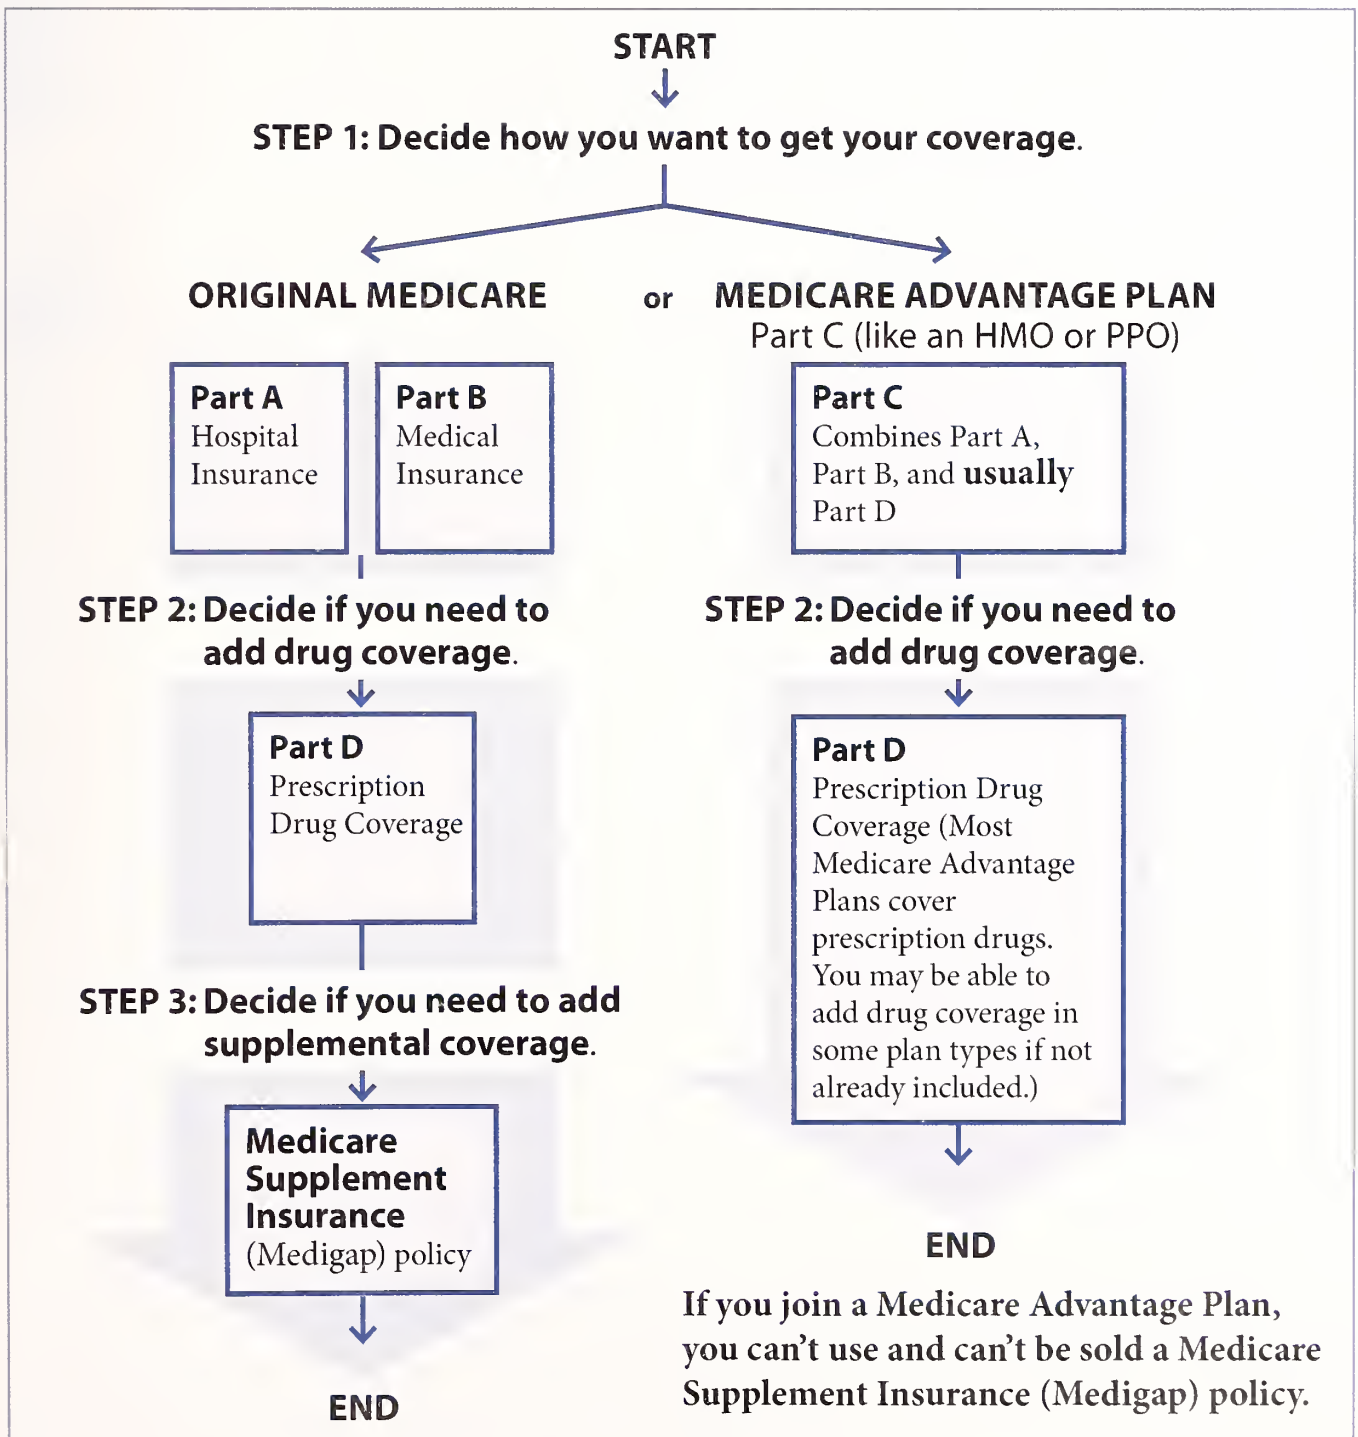 START
STEP 1: Decide how you want to get your coverage.
ORIGINAL MEDICARE
or
MEDICARE ADVANTAGE PLAN
Part C (like an HMO or PPO)
Part A
Hospital
Insurance
Part B
Medical
Insurance
Part C
Combines Part A,
Part B, and usually
Part D
STEP 2: Decide if you need to
add drug coverage.
STEP 2: Decide if you need to
add drug coverage.
Part D
Prescription
Drug Coverage
Part D
Prescription Drug
Coverage (Most
Medicare Advantage
Plans cover
prescription drugs.
You may be able to
add drug coverage in
some plan types if not
already included.)
STEP 3: Decide if you need to add
supplemental coverage.
Medicare
Supplement
Insurance
(Medigap) policy
END
END
If you join a Medicare Advantage Plan,
you can't use and can't be sold a Medicare
Supplement Insurance (Medigap) policy.